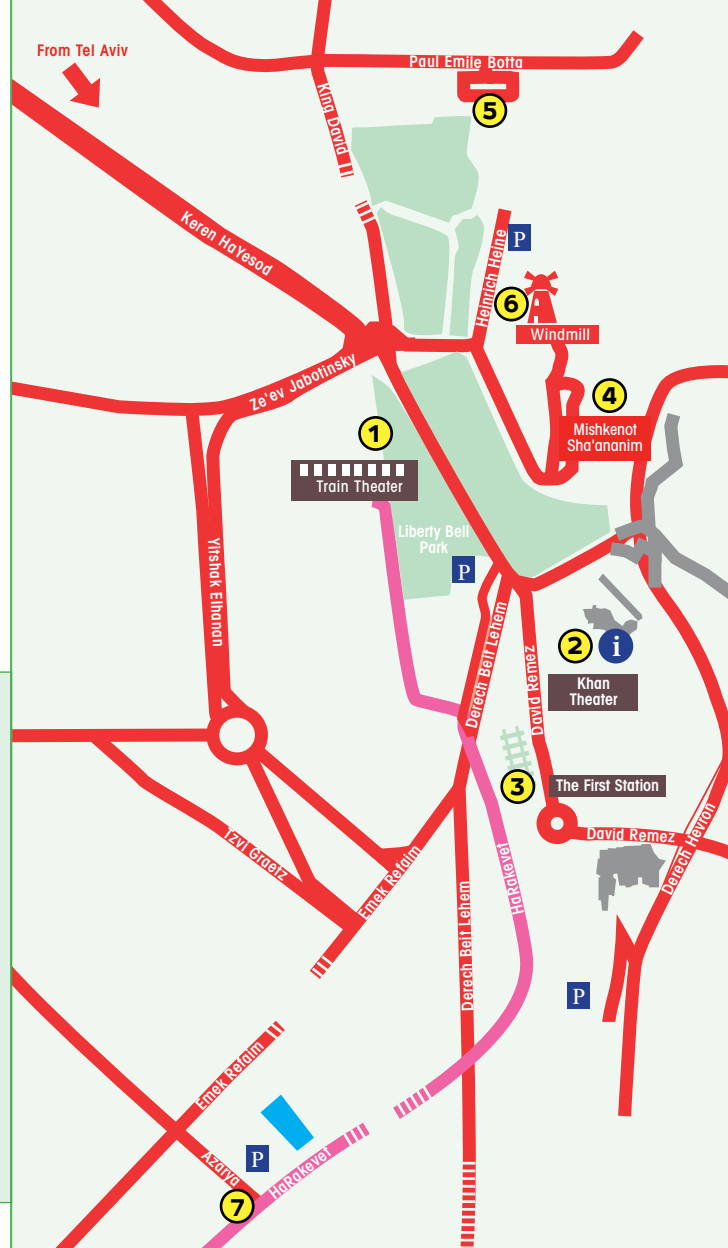 From Tel Aviv
Paul Emile Botta
5
King David
Keren HaYesod
Heinrich Heine
P
6
Windmill
Ze'ev Jabotinsky
4
Mishkenot
Sha'ananim
1
Train Theater
Liberty Bell
Park
P
Yitshak Elhanan
Derech Beit Lehem
David Remez
2
i
Khan
Theater
3
The First Station
David Remez
Derech Hevron
Tzvi Graetz
Emek Refaim
HaRakevet
Derech Beit Lehem
P
Emek Refaim
P
Azarya
HaRakevet
7